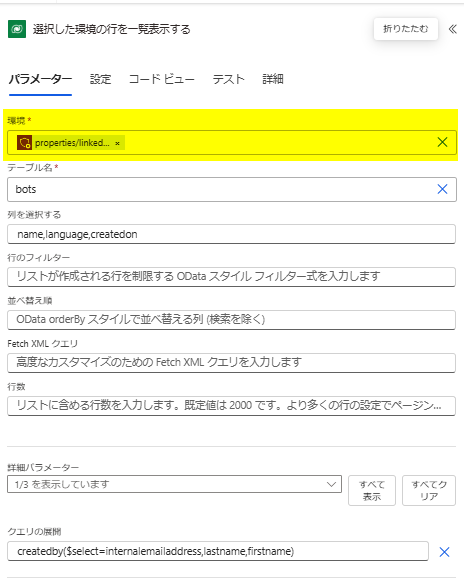 選択した環境の行を一覧表示する
折りたたむ
パラメーター 設定 コード ビュー テスト 詳細
環境 *
properties/linked... ×
テーブル名 *
bots
列を選択する
name,language,createdon
行のフィルター
リストが作成される行を制限する OData スタイル フィルター式を入力します
並べ替え順
OData orderBy スタイルで並べ替える列 (検索を除く)
Fetch XML クエリ
高度なカスタマイズのための Fetch XML クエリを入力します
行数
リストに含める行数を入力します。既定値は 2000 です。より多くの行の設定でページン...
詳細パラメーター
1/3 を表示しています
すべて
表示
すべてク
リア
クエリの展開
createdby($select=internalemailaddress,lastname,firstname)